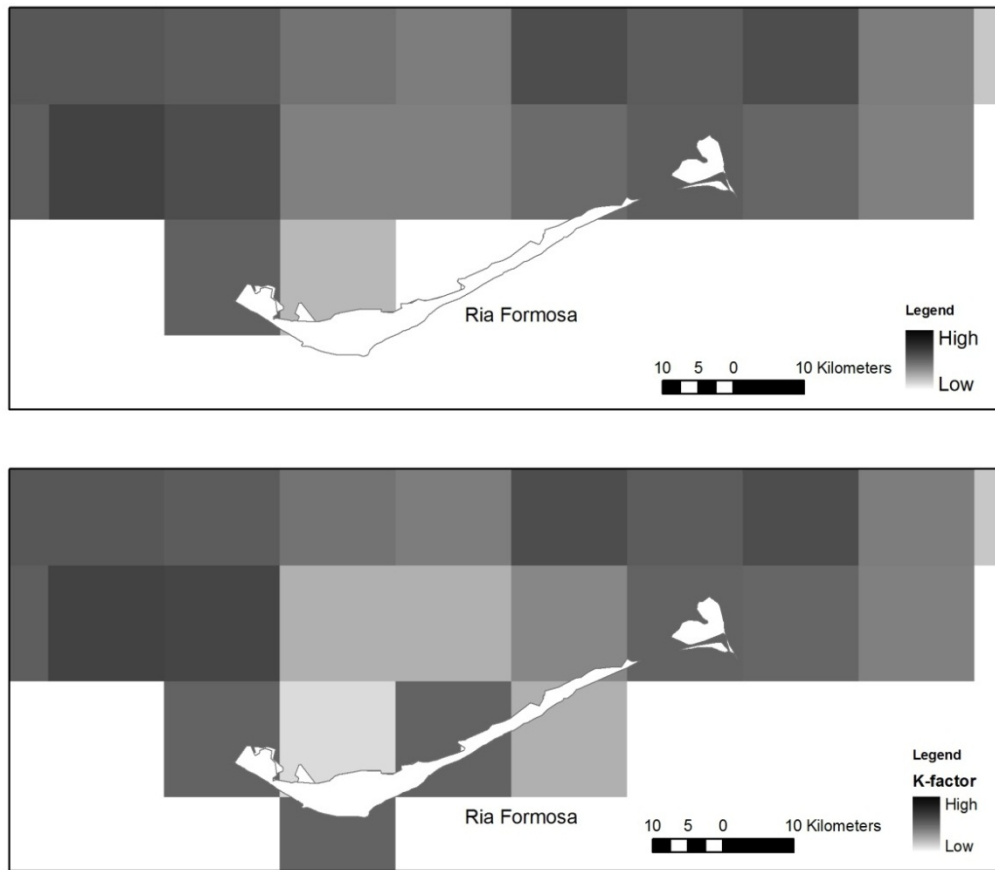 Ria Formosa
Legend
High
Low
10 5 0 10 Kilometers
Legend
K-factor
High
Low
Ria Formosa
10 5 0 10 Kilometers